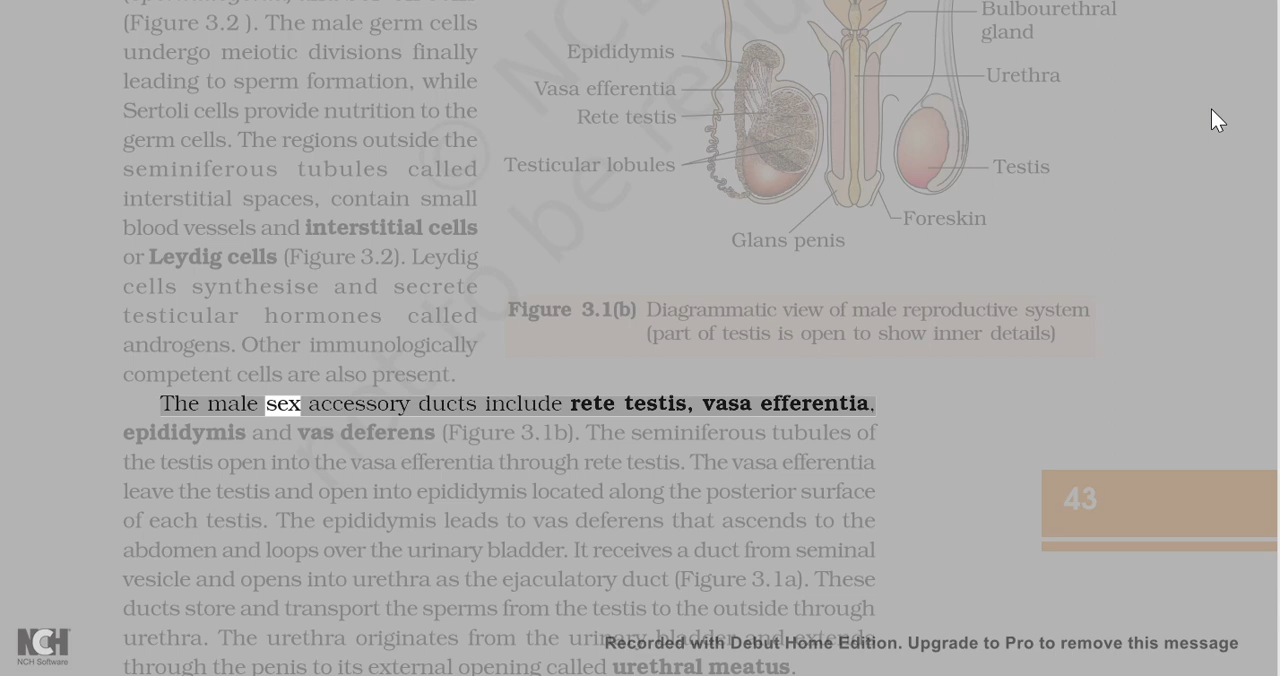 (Figure 3.2 ). The male germ cells
undergo meiotic divisions finally
leading to sperm formation, while
Sertoli cells provide nutrition to the
germ cells. The regions outside the
seminiferous tubules called
interstitial spaces, contain small
blood vessels and interstitial cells
or Leydig cells (Figure 3.2). Leydig
cells synthesise and secrete
testicular hormones called
androgens. Other immunologically
competent cells are also present.
Bulbourethral
gland
Epididymis
Urethra
Vasa efferentia
Rete testis
Testicular lobules
Testis
Foreskin
Glans penis
Figure 3.1(b) Diagrammatic view of male reproductive system
(part of testis is open to show inner details)
The male sex accessory ducts include rete testis, vasa efferentia,
epididymis and vas deferens (Figure 3.1b). The seminiferous tubules of
the testis open into the vasa efferentia through rete testis. The vasa efferentia
leave the testis and open into epididymis located along the posterior surface
of each testis. The epididymis leads to vas deferens that ascends to the
abdomen and loops over the urinary bladder. It receives a duct from seminal
vesicle and opens into urethra as the ejaculatory duct (Figure 3.1a). These
ducts store and transport the sperms from the testis to the outside through
urethra. The urethra originates from the urinary bladder and extends
through the penis to its external opening called urethral meatus.
43
© NCE
not to be repu
NCH
NCH Software
Recorded with Debut Home Edition. Upgrade to Pro to remove this message